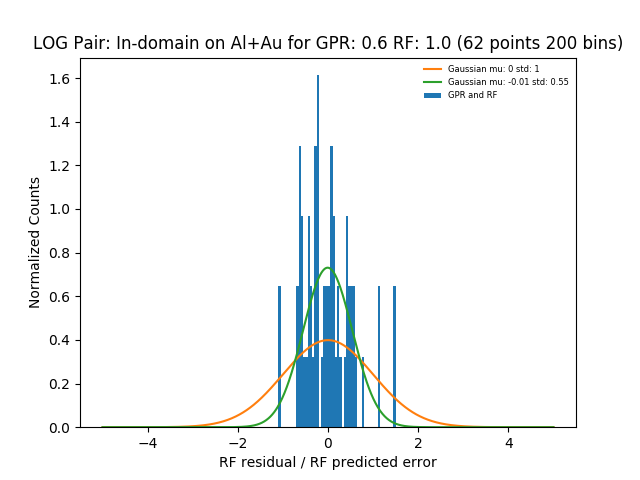 LOG Pair: In-domain on Al+Au for GPR: 0.6 RF: 1.0 (62 points 200 bins)
Gaussian mu: 0 std: 1
Gaussian mu: -0.01 std: 0.55
GPR and RF
Normalized Counts
1.6
1.4
1.2
1.0
0.8
0.6
0.4
0.2
0.0
−4
−2
0
2
4
RF residual / RF predicted error